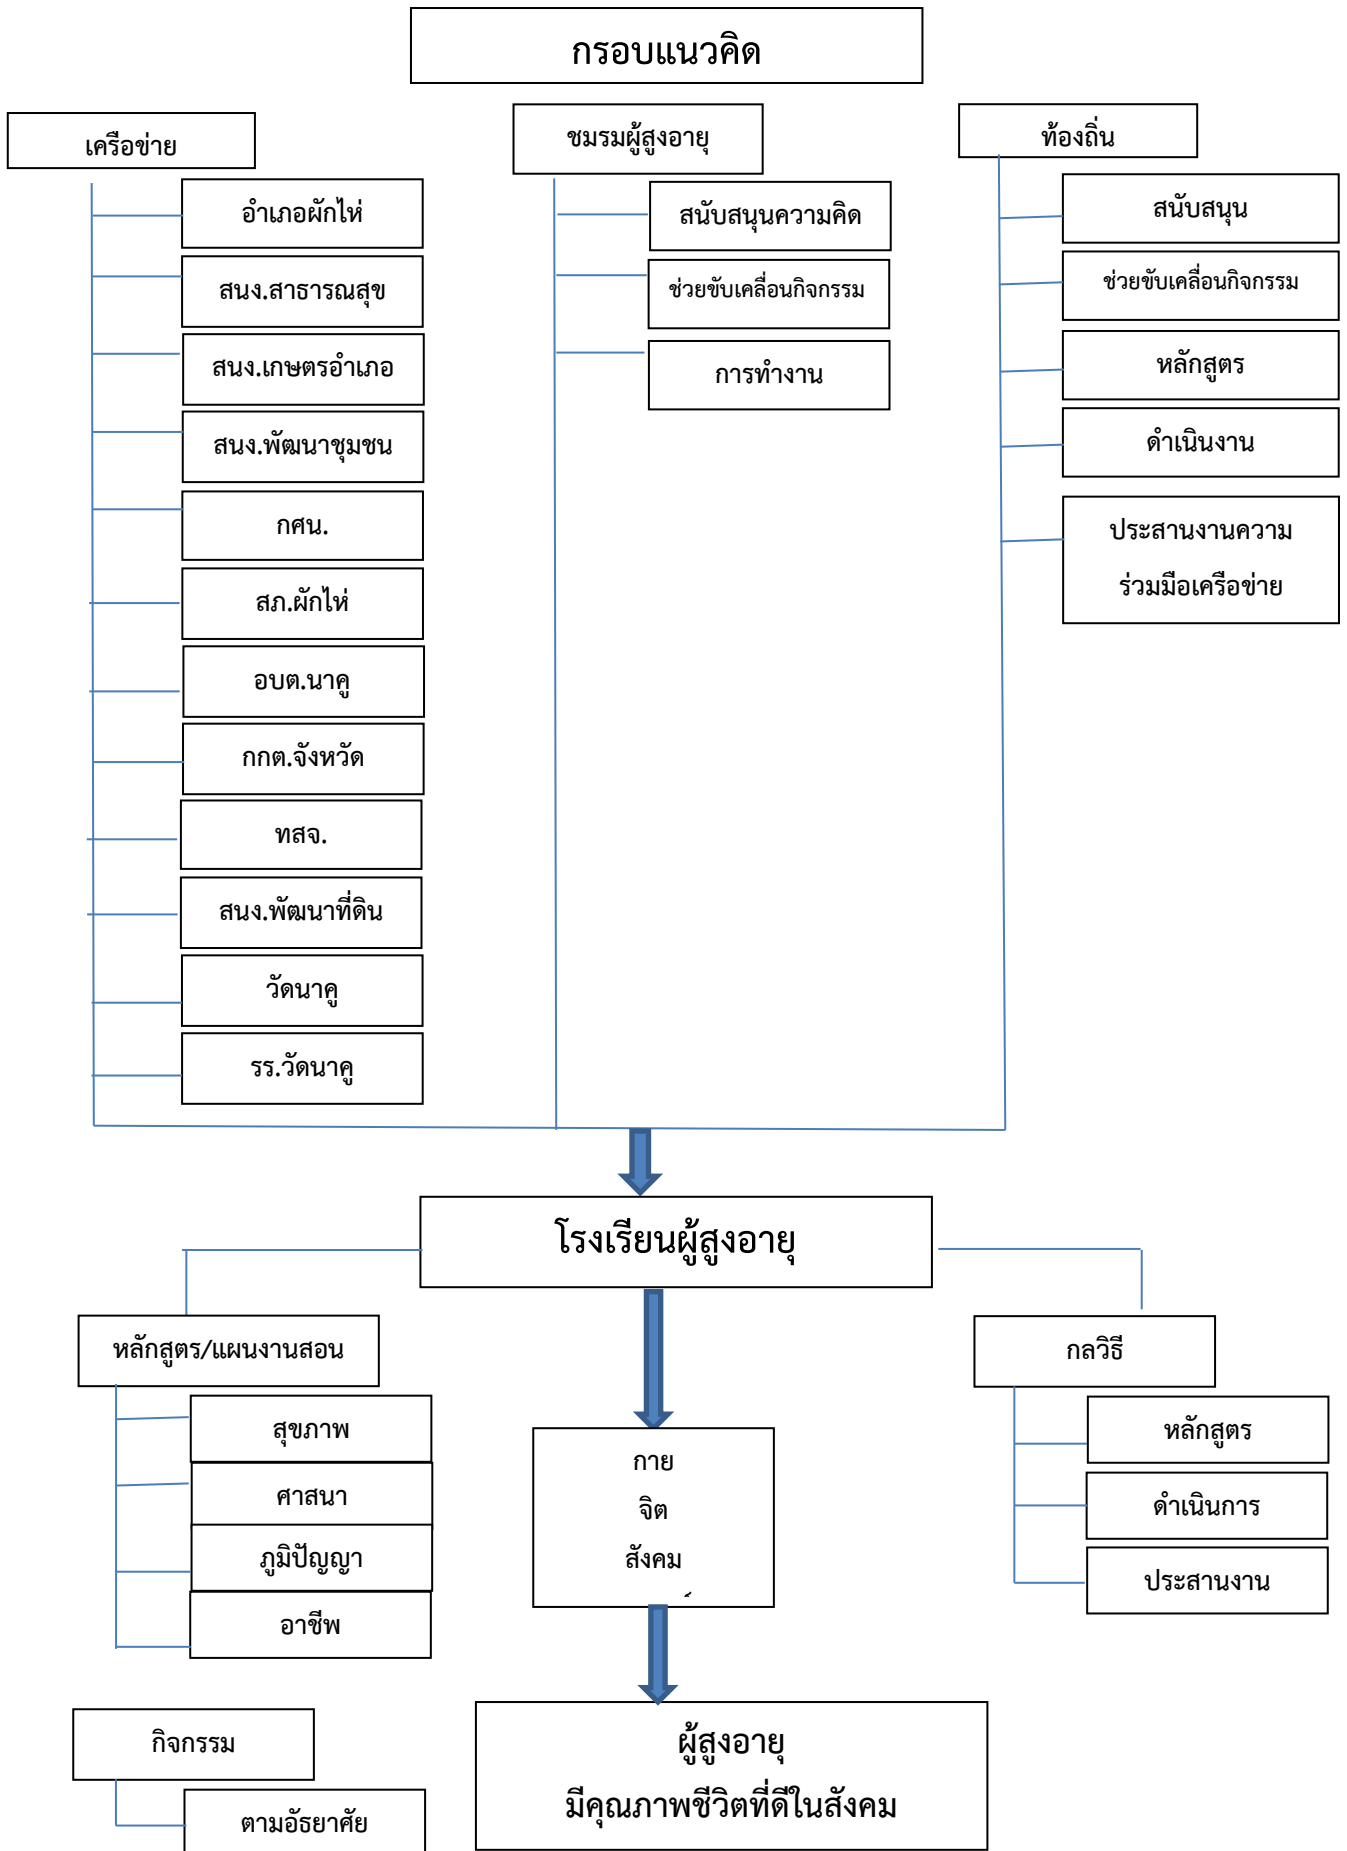 กรอบแนวคิด
เครือข่าย
อำเภอผักไห่
สนง.สาธารณสุข
สนง.เกษตรอำเภอ
สนง.พัฒนาชุมชน
กศน.
สภ.ผักไห่
อบต.นาคู
กกต.จังหวัด
ทสจ.
สนง.พัฒนาที่ดิน
วัดนาคู
รร.วัดนาคู
ชมรมผู้สูงอายุ
สนับสนุนความคิด
ช่วยขับเคลื่อนกิจกรรม
การทำงาน
ท้องถิ่น
สนับสนุน
ช่วยขับเคลื่อนกิจกรรม
หลักสูตร
ดำเนินงาน
ประสานงานความ
ร่วมมือเครือข่าย
โรงเรียนผู้สูงอายุ
หลักสูตร/แผนงานสอน
สุขภาพ
ศาสนา
ภูมิปัญญา
อาชีพ
กาย
จิต
สังคม
กลวิธี
หลักสูตร
ดำเนินการ
ประสานงาน
กิจกรรม
ตามอัธยาศัย
ผู้สูงอายุ
มีคุณภาพชีวิตที่ดีในสังคม